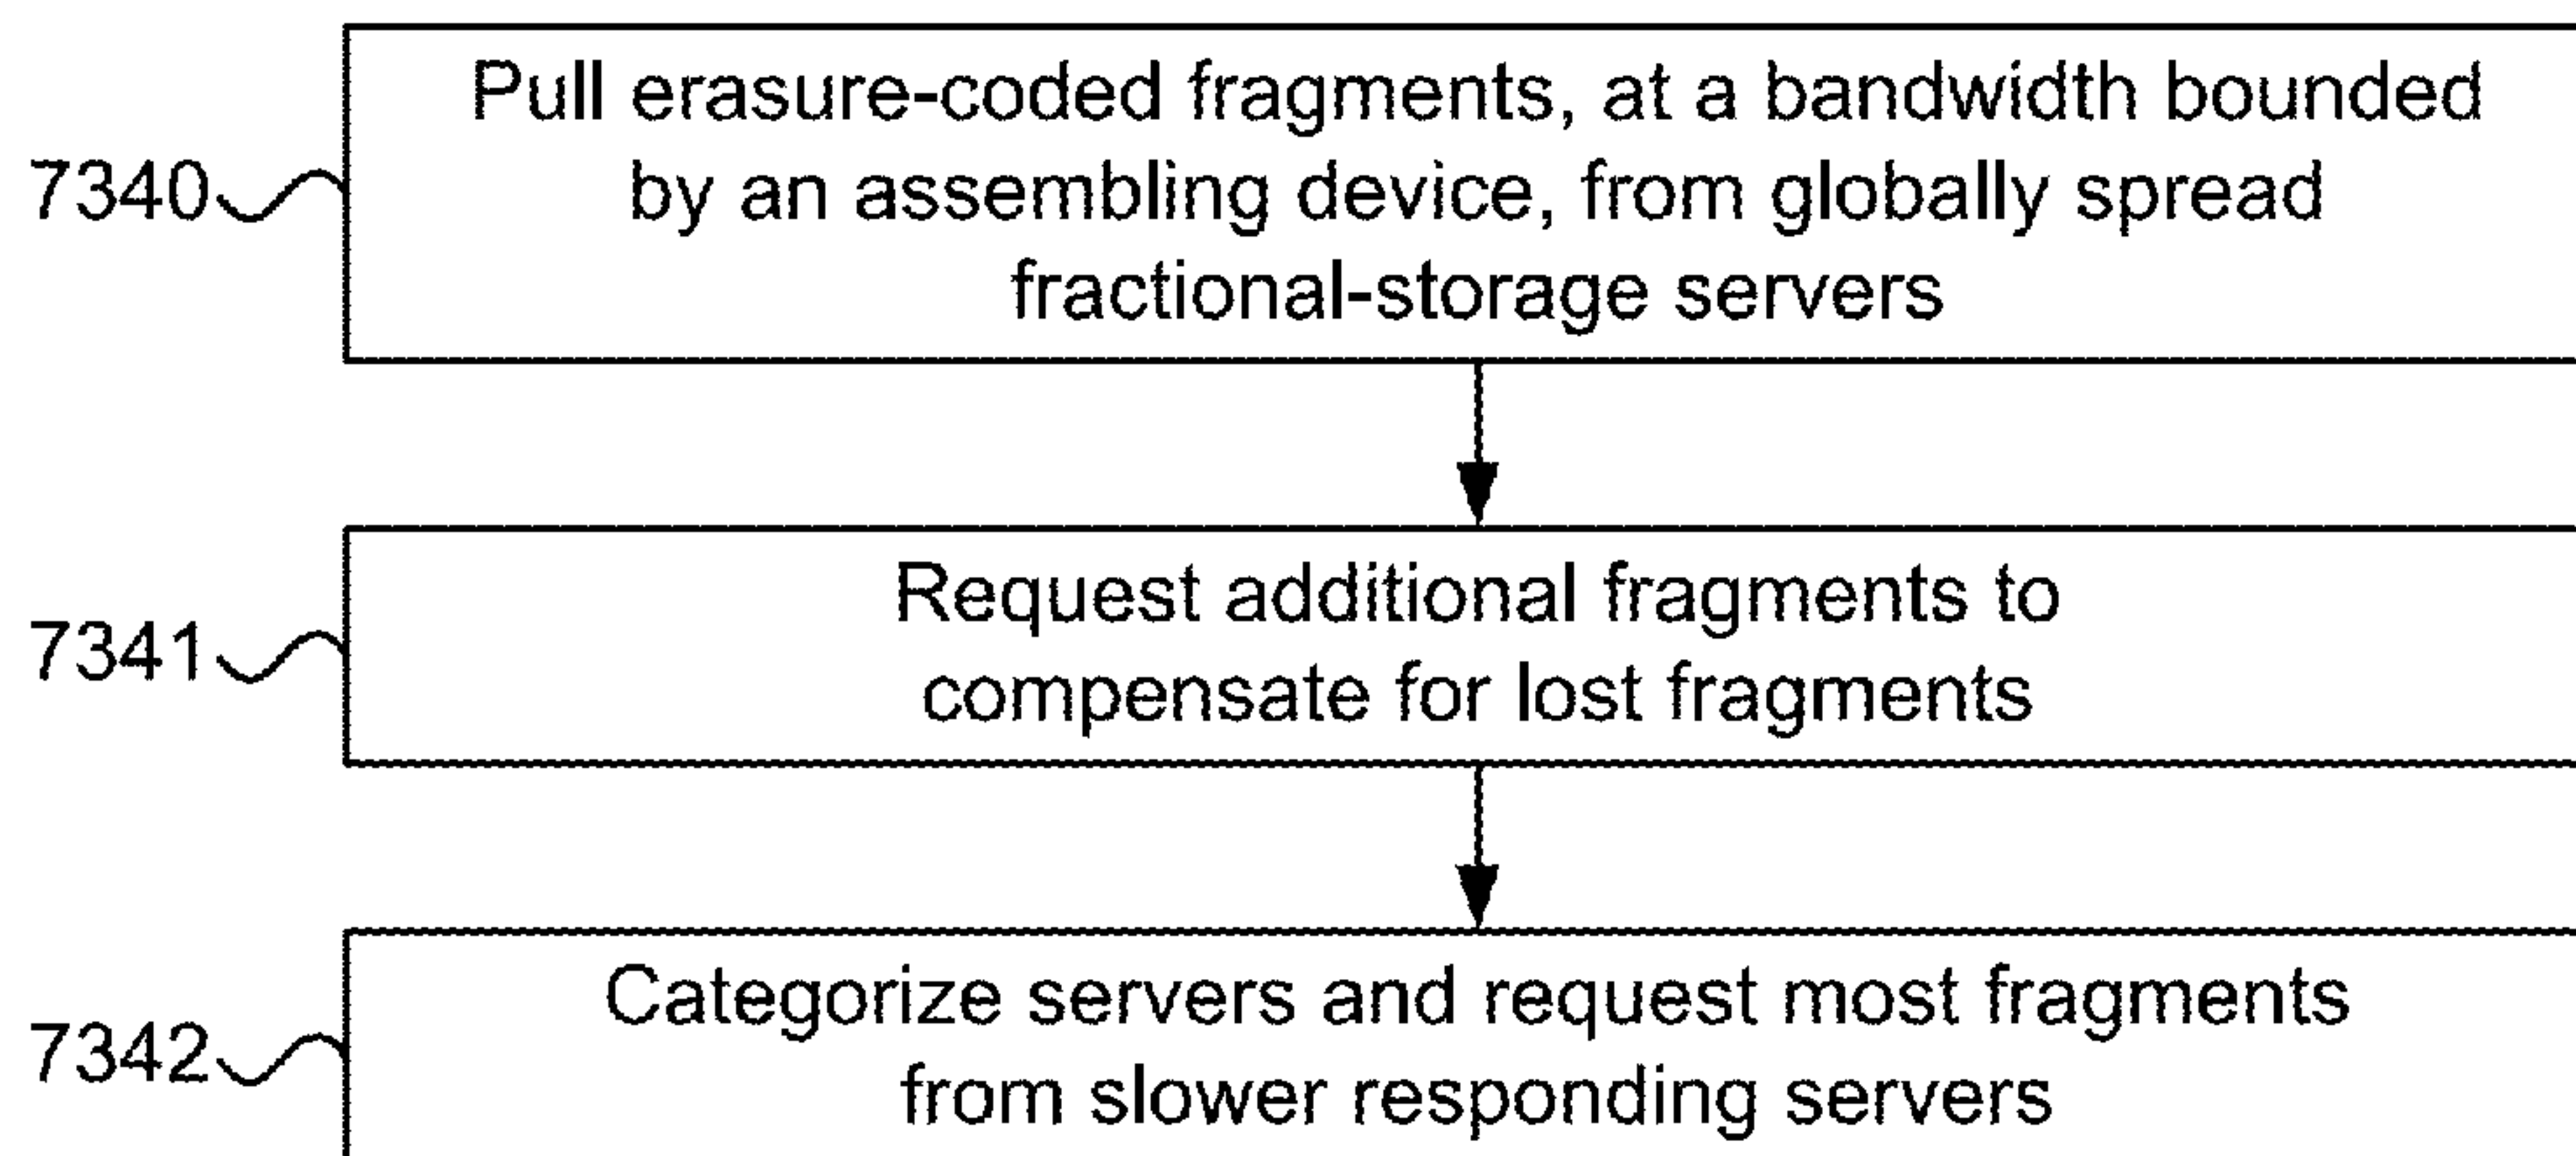 Pull erasure-coded fragments, at a bandwidth bounded
7340 by an assembling device, from globally spread
fractional-storage servers
Request additional fragments to
7341
compensate for lost fragments
Categorize servers and request most fragments
7342
from slower responding servers